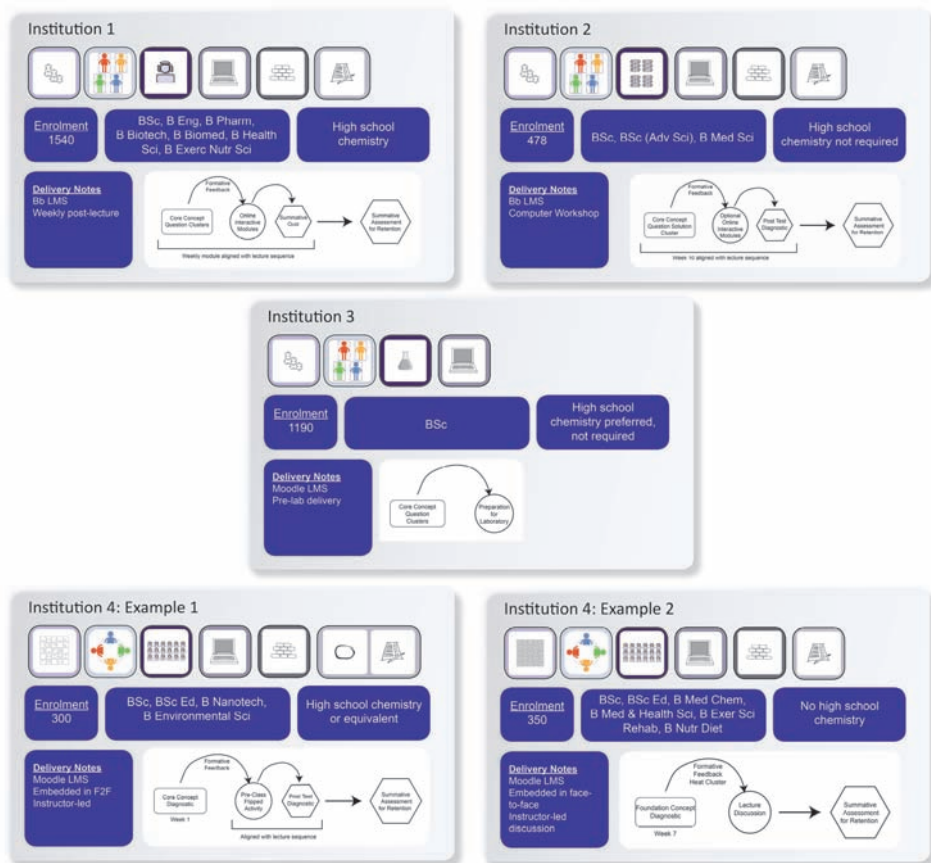 Institution 1
Enrolment
1540
BSc, B Eng, B Pharm,
B Biotech, B Biomed, B Health
Sci, B Exerc Nutr Sci
High school
chemistry
Delivery Notes
Bb LMS
Weekly post-lecture
Formative
Feedback
Core Concept
Question Clusters
Online
Interactive
Modules
Summative
Quiz
Summative
Assessment
for Retention
Weekly module aligned with lecture sequence
Institution 2
Enrolment
478
BSc, BSc (Adv Sci), B Med Sci
High school
chemistry not required
Delivery Notes
Bb LMS
Computer Workshop
Formative
Feedback
Core Concept
Question Solution
Cluster
Optional
Online
Interactive
Modules
Post Test
Diagnostic
Summative
Assessment
for Retention
Week 10 aligned with lecture sequence
Institution 3
Enrolment
1190
BSc
High school
chemistry preferred,
not required
Delivery Notes
Moodle LMS
Pre-lab delivery
Core Concept
Question
Clusters
Preparation
for
Laboratory
Institution 4: Example 1
Enrolment
300
BSc, BSc Ed, B Nanotech,
B Environmental Sci
High school chemistry
or equivalent
Delivery Notes
Moodle LMS
Embedded in F2F
Instructor-led
Formative
Feedback
Core Concept
Diagnostic
Week 1
Pre-Class
Flipped
Activity
Post Test
Diagnostic
Summative
Assessment
for Retention
Aligned with lecture sequence
Institution 4: Example 2
Enrolment
350
BSc, BSc Ed, B Med Chem,
B Med & Health Sci, B Exer Sci
Rehab, B Nutr Diet
No high school
chemistry
Delivery Notes
Moodle LMS
Embedded in face-
to-face
Instructor-led
discussion
Formative
Feedback
Heat Cluster
Foundation Concept
Diagnostic
Week 7
Lecture
Discussion
Summative
Assessment
for Retention